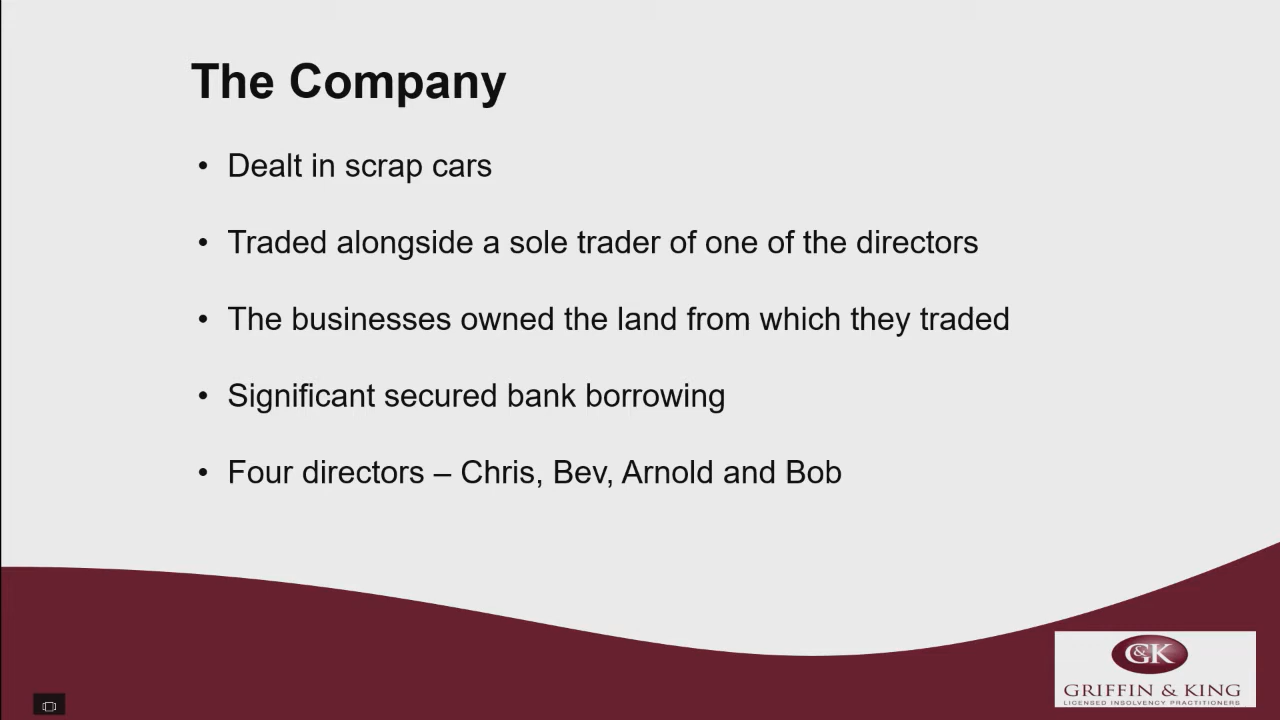 The Company
• Dealt in scrap cars
• Traded alongside a sole trader of one of the directors
• The businesses owned the land from which they traded
• Significant secured bank borrowing
• Four directors – Chris, Bev, Arnold and Bob
G&K
GRIFFIN & KING
LICENSED INSOLVENCY PRACTITIONERS